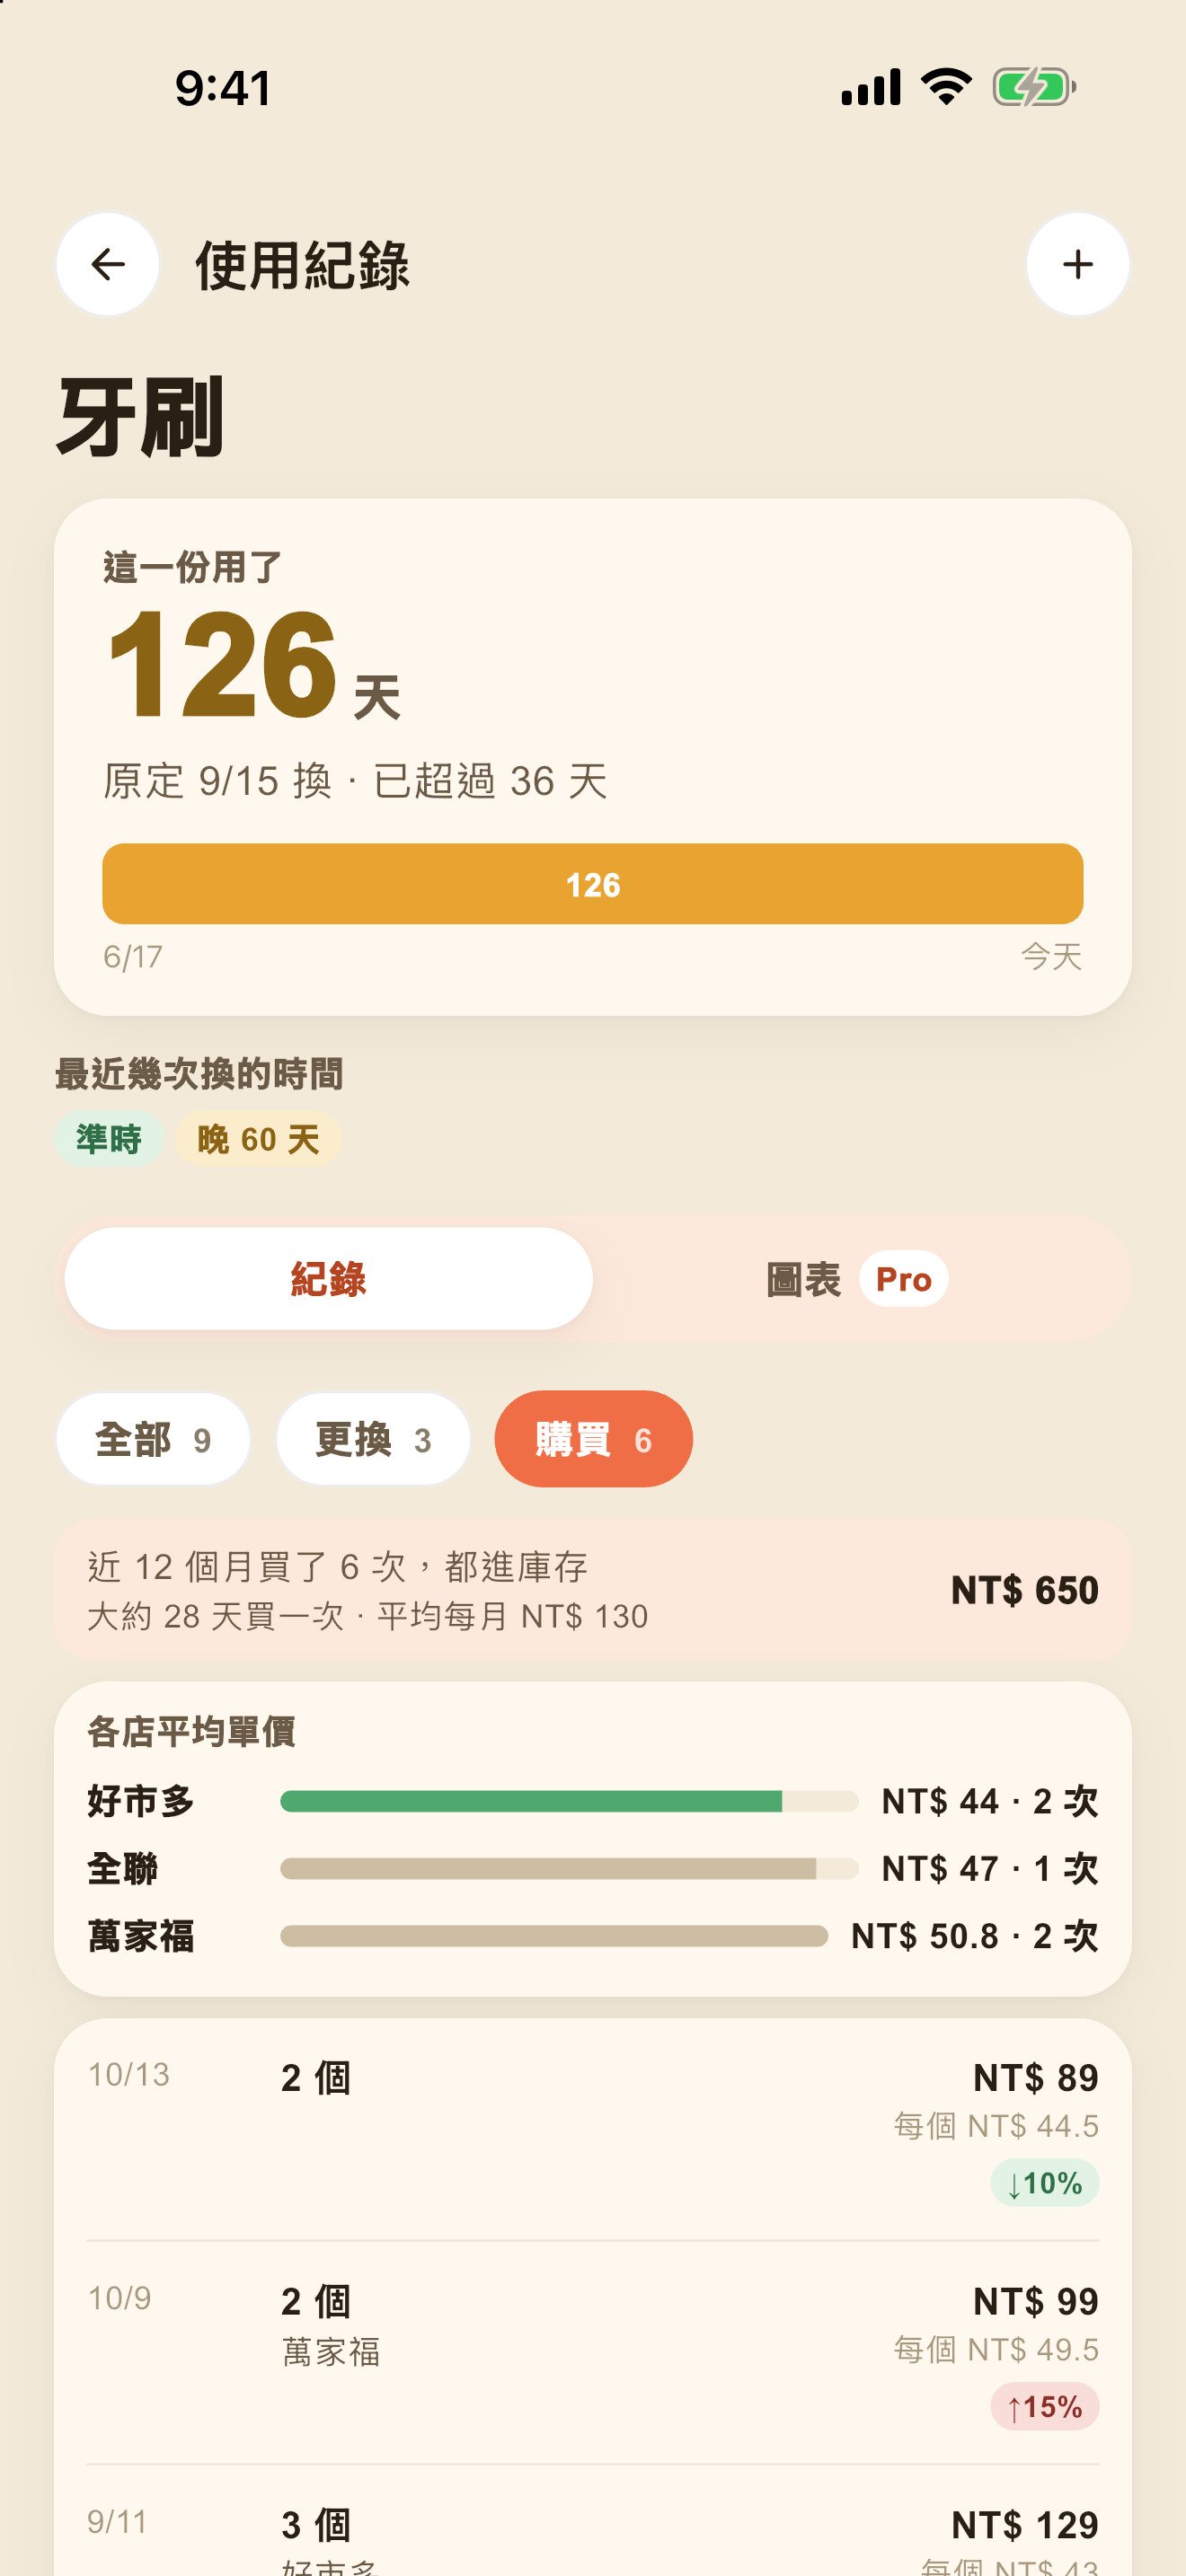 9:41
使用紀錄
牙刷
這一份用了
126 天
原定 9/15 換 · 已超過 36 天
126
6/17 今天
最近幾次換的時間
準時 晚 60 天
紀錄 圖表 Pro
全部 9 更換 3 購買 6
近 12 個月買了 6 次，都進庫存
大約 28 天買一次 · 平均每月 NT$ 130
NT$ 650
各店平均單價
好市多 NT$ 44 · 2 次
全聯 NT$ 47 · 1 次
萬家福 NT$ 50.8 · 2 次
10/13 2 個 NT$ 89
每個 NT$ 44.5
↓10%
10/9 2 個 NT$ 99
萬家福 每個 NT$ 49.5
↑15%
9/11 3 個 NT$ 129
好市多 每個 NT$ 43